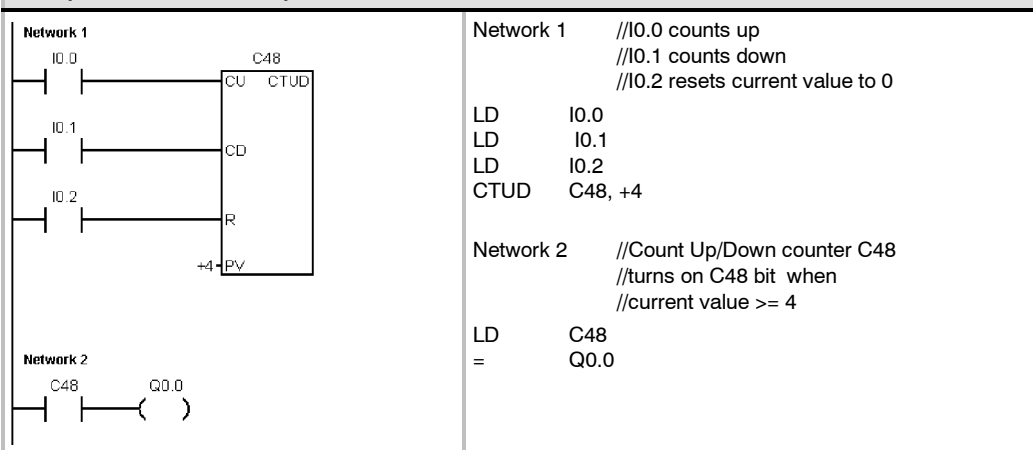 Network 1
I0.0
C48
CU CTUD
I0.1
CD
I0.2
R
+4 PV
Network 2
C48 Q0.0
Network 1 //I0.0 counts up
//I0.1 counts down
//I0.2 resets current value to 0
LD I0.0
LD I0.1
LD I0.2
CTUD C48, +4
Network 2 //Count Up/Down counter C48
//turns on C48 bit when
//current value >= 4
LD C48
= Q0.0